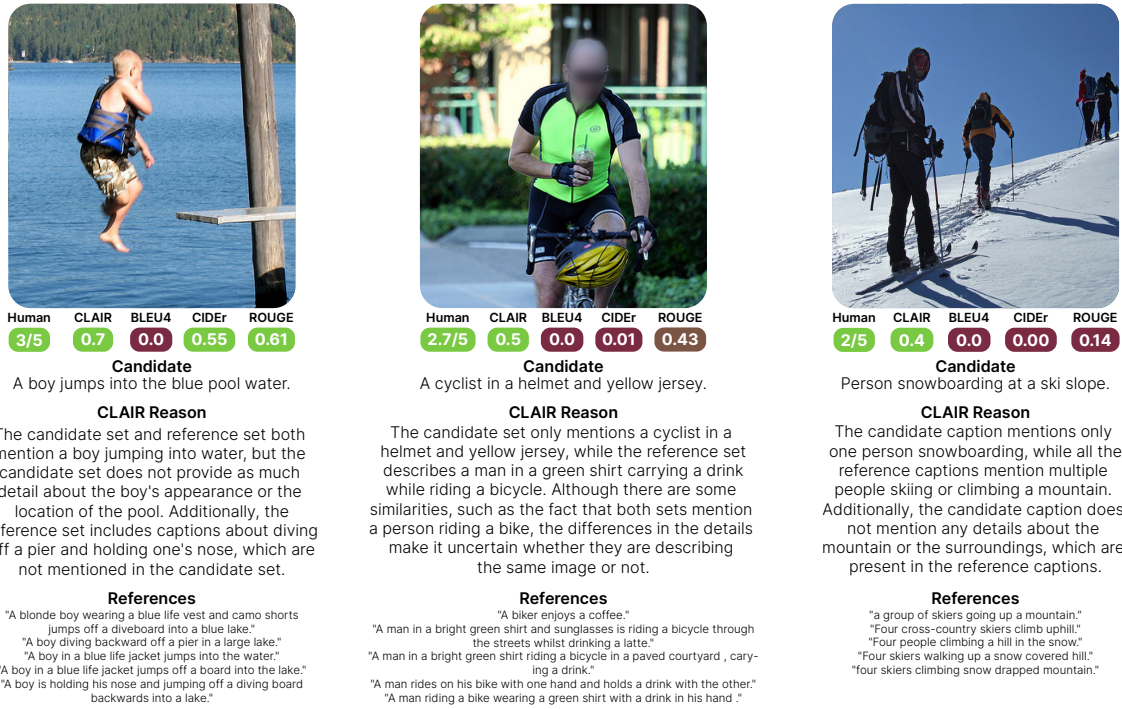 Human CLAIR BLEU4 CIDEr ROUGE
3/5 0.7 0.0 0.55 0.61
Candidate
A boy jumps into the blue pool water.
CLAIR Reason
The candidate set and reference set both
mention a boy jumping into water, but the
candidate set does not provide as much
detail about the boy's appearance or the
location of the pool. Additionally, the
ference set includes captions about diving
ff a pier and holding one's nose, which are
not mentioned in the candidate set.
References
"A blonde boy wearing a blue life vest and camo shorts
jumps off a diveboard into a blue lake."
"A boy diving backward off a pier in a large lake."
"A boy in a blue life jacket jumps into the water."
"A boy in a blue life jacket jumps off a board into the lake."
"A boy is holding his nose and jumping off a diving board
backwards into a lake."
Human CLAIR BLEU4 CIDEr ROUGE
2.7/5 0.5 0.0 0.01 0.43
Candidate
A cyclist in a helmet and yellow jersey.
CLAIR Reason
The candidate set only mentions a cyclist in a
helmet and yellow jersey, while the reference set
describes a man in a green shirt carrying a drink
while riding a bicycle. Although there are some
similarities, such as the fact that both sets mention
a person riding a bike, the differences in the details
make it uncertain whether they are describing
the same image or not.
References
"A biker enjoys a coffee."
"A man in a bright green shirt and sunglasses is riding a bicycle through
the streets whilst drinking a latte."
"A man in a bright green shirt riding a bicycle in a paved courtyard , cary-
ing a drink."
"A man rides on his bike with one hand and holds a drink with the other."
"A man riding a bike wearing a green shirt with a drink in his hand ."
Human CLAIR BLEU4 CIDEr ROUGE
2/5 0.4 0.0 0.00 0.14
Candidate
Person snowboarding at a ski slope.
CLAIR Reason
The candidate caption mentions only
one person snowboarding, while all the
reference captions mention multiple
people skiing or climbing a mountain.
Additionally, the candidate caption does
not mention any details about the
mountain or the surroundings, which are
present in the reference captions.
References
"a group of skiers going up a mountain."
"Four cross-country skiers climb uphill."
"Four people climbing a hill in the snow."
"Four skiers walking up a snow covered hill."
"four skiers climbing snow drapped mountain."